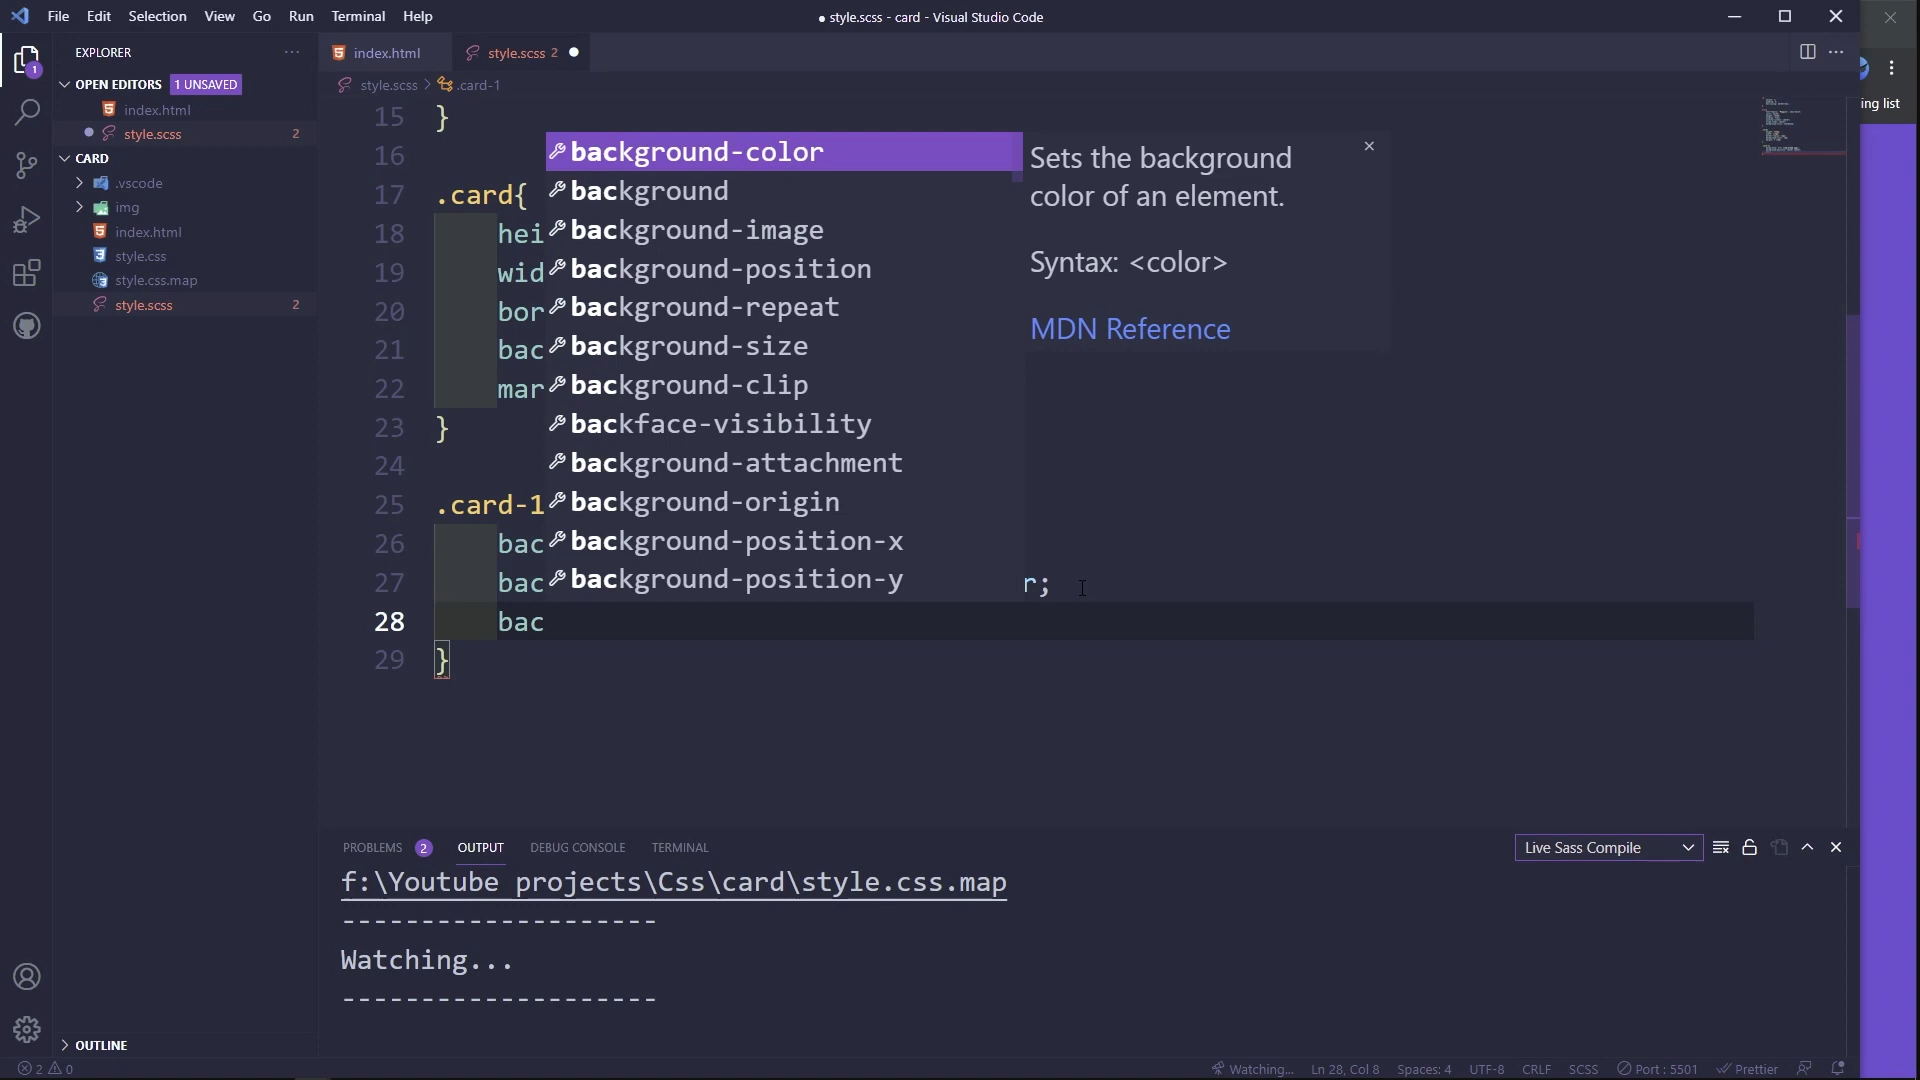 File Edit Selection View Go Run Terminal Help
● style.scss - card - Visual Studio Code
EXPLORER
OPEN EDITORS 1 UNSAVED
index.html
style.scss 2
CARD
.vscode
img
index.html
style.css
style.css.map
style.scss 2
OUTLINE
1
index.html
style.scss 2
style.scss > .card-1
ing list
15 }
16
17 .card{
18 hei
19 wid
20 bor
21 bac
22 mar
23 }
24
25 .card-1
26 bac
27 bac r;
28 bac
29 }
background-color
background
background-image
background-position
background-repeat
background-size
background-clip
backface-visibility
background-attachment
background-origin
background-position-x
background-position-y
Sets the background
color of an element.
Syntax: <color>
MDN Reference
PROBLEMS 2 OUTPUT DEBUG CONSOLE TERMINAL
Live Sass Compile
f:\Youtube projects\Css\card\style.css.map
--------------------
Watching...
--------------------
2 0
Watching... Ln 28, Col 8 Spaces: 4 UTF-8 CRLF SCSS Port : 5501 Prettier